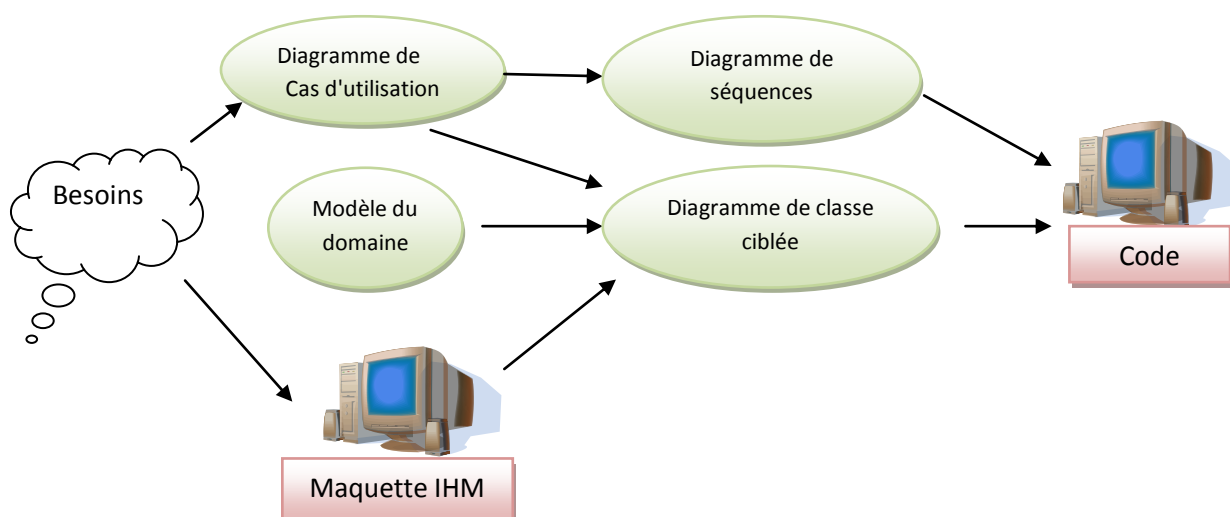 Diagramme de
Cas d'utilisation
Diagramme de
séquences
Besoins
Modèle du
domaine
Diagramme de classe
ciblée
Code
Maquette IHM